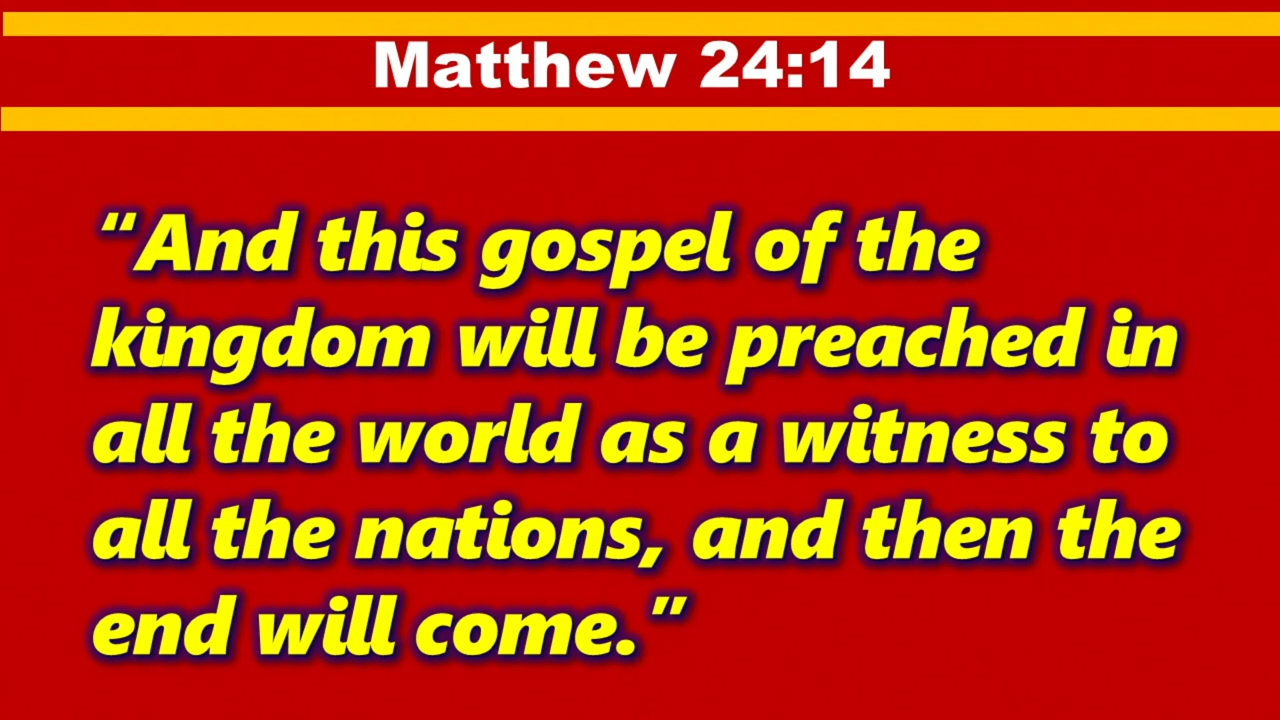 Matthew 24:14
“And this gospel of the
kingdom will be preached in
all the world as a witness to
all the nations, and then the
end will come.”